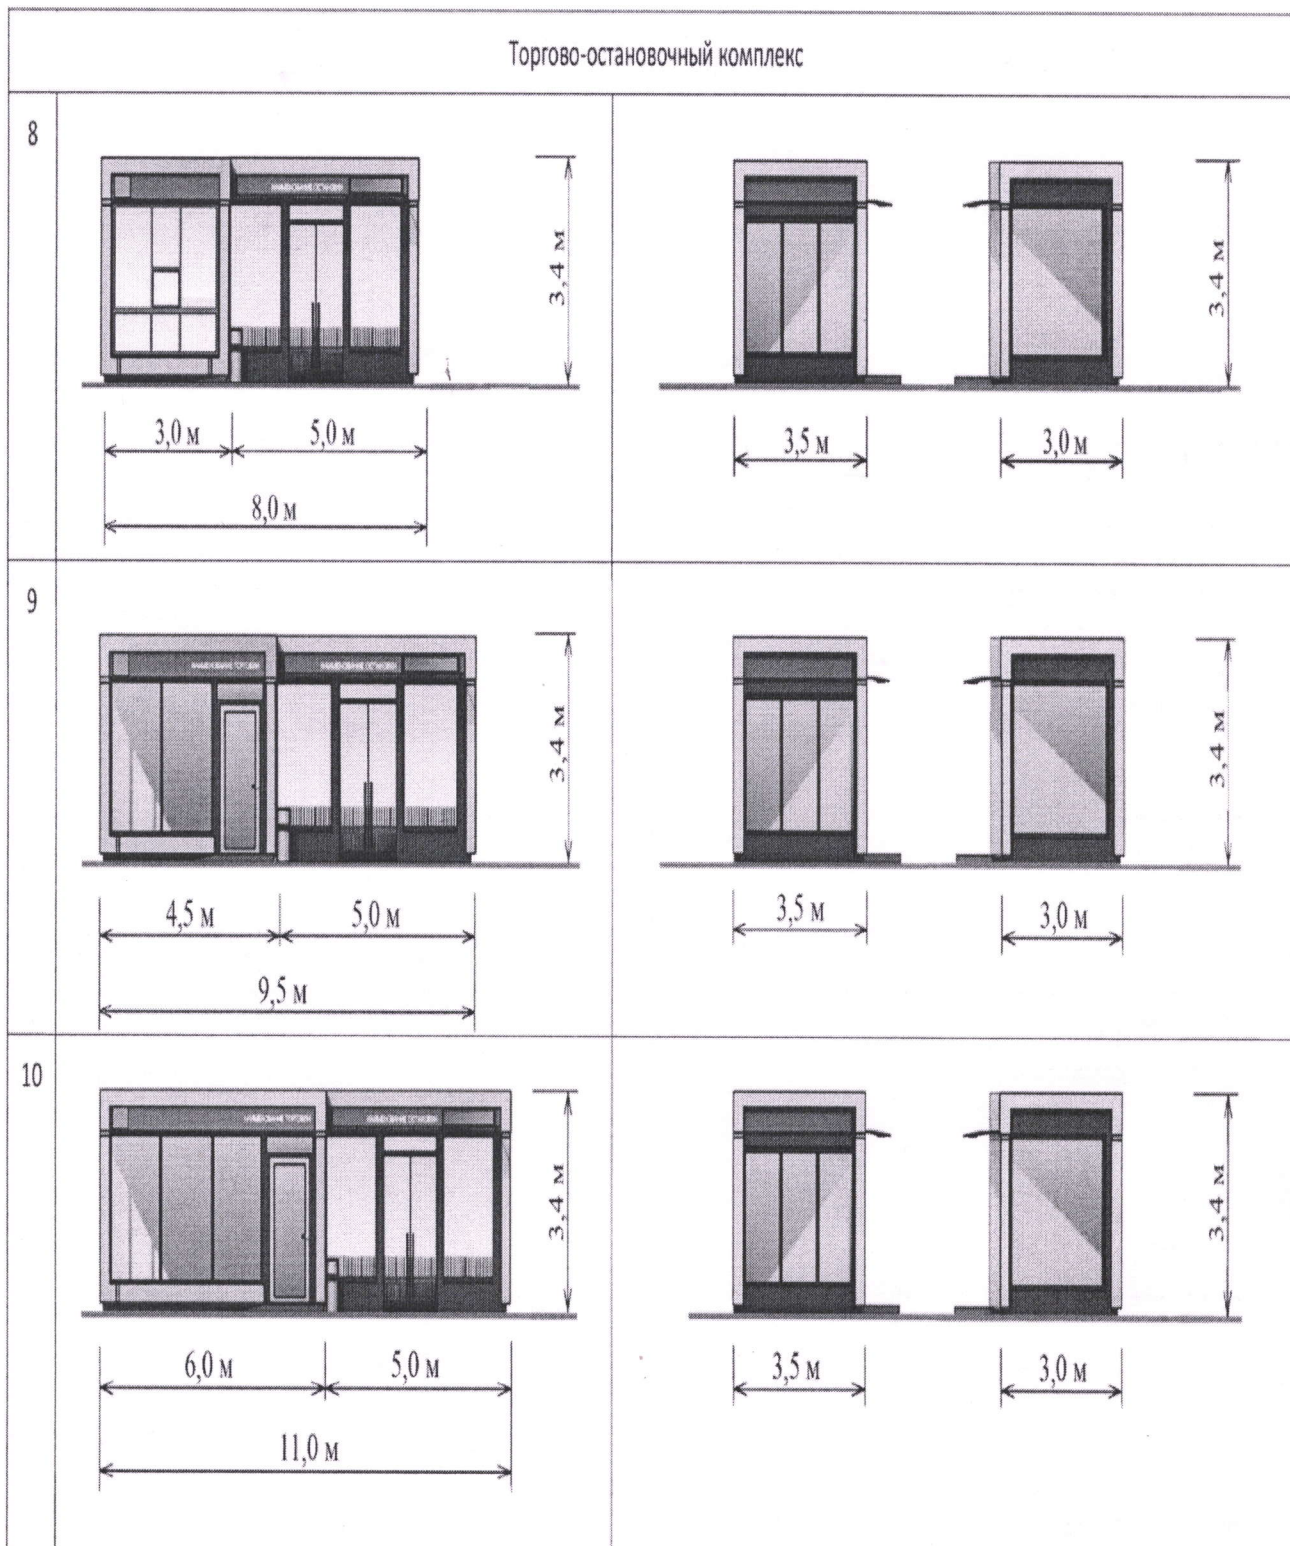 Торгово-остановочный комплекс
8
3,4 м
3,4 м
3,0 м
5,0 м
3,5 м
3,0 м
8,0 м
9
3,4 м
3,4 м
4,5 м
5,0 м
3,5 м
3,0 м
9,5 м
10
3,4 м
3,4 м
6,0 м
5,0 м
3,5 м
3,0 м
11,0 м